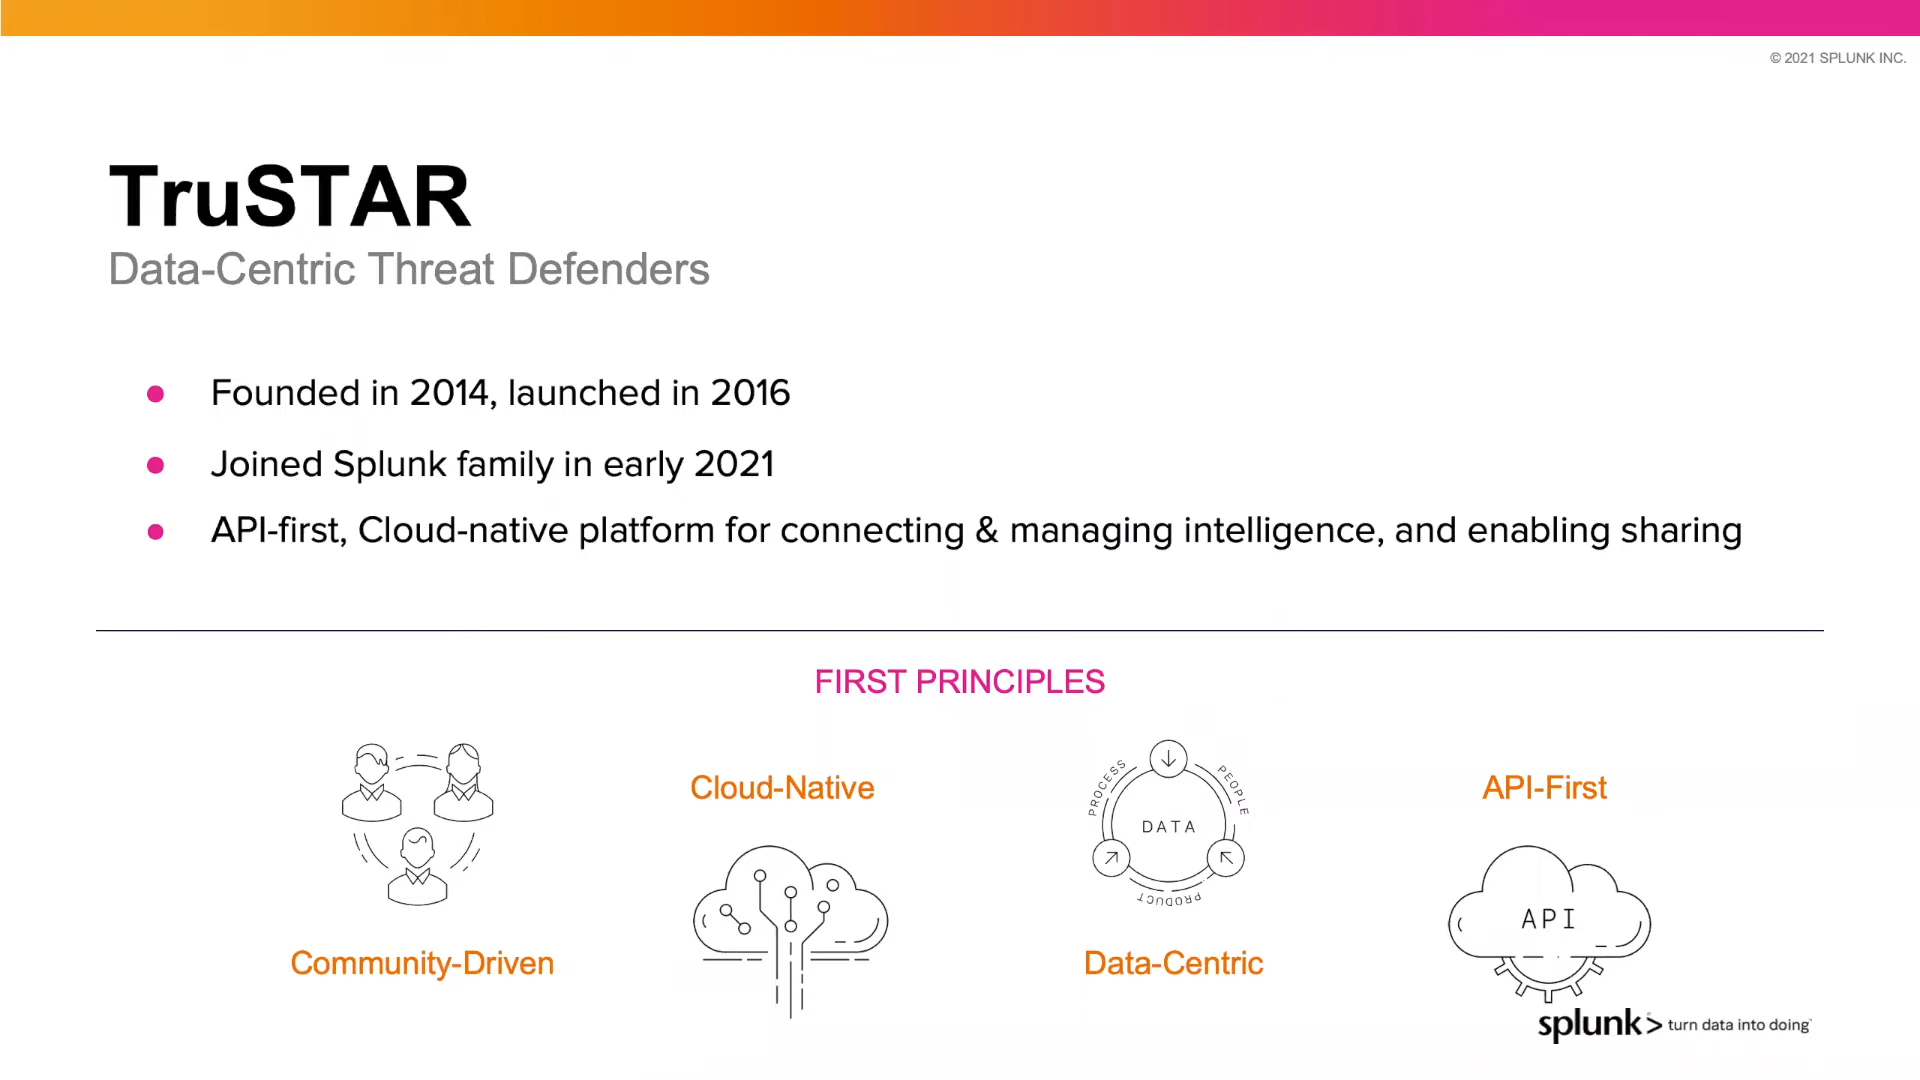 © 2021 SPLUNK INC.
TruSTAR
Data-Centric Threat Defenders
● Founded in 2014, launched in 2016
● Joined Splunk family in early 2021
● API-first, Cloud-native platform for connecting & managing intelligence, and enabling sharing
FIRST PRINCIPLES
Community-Driven
Cloud-Native
PROCESS
PEOPLE
DATA
PRODUCT
Data-Centric
API-First
API
splunk> turn data into doing™